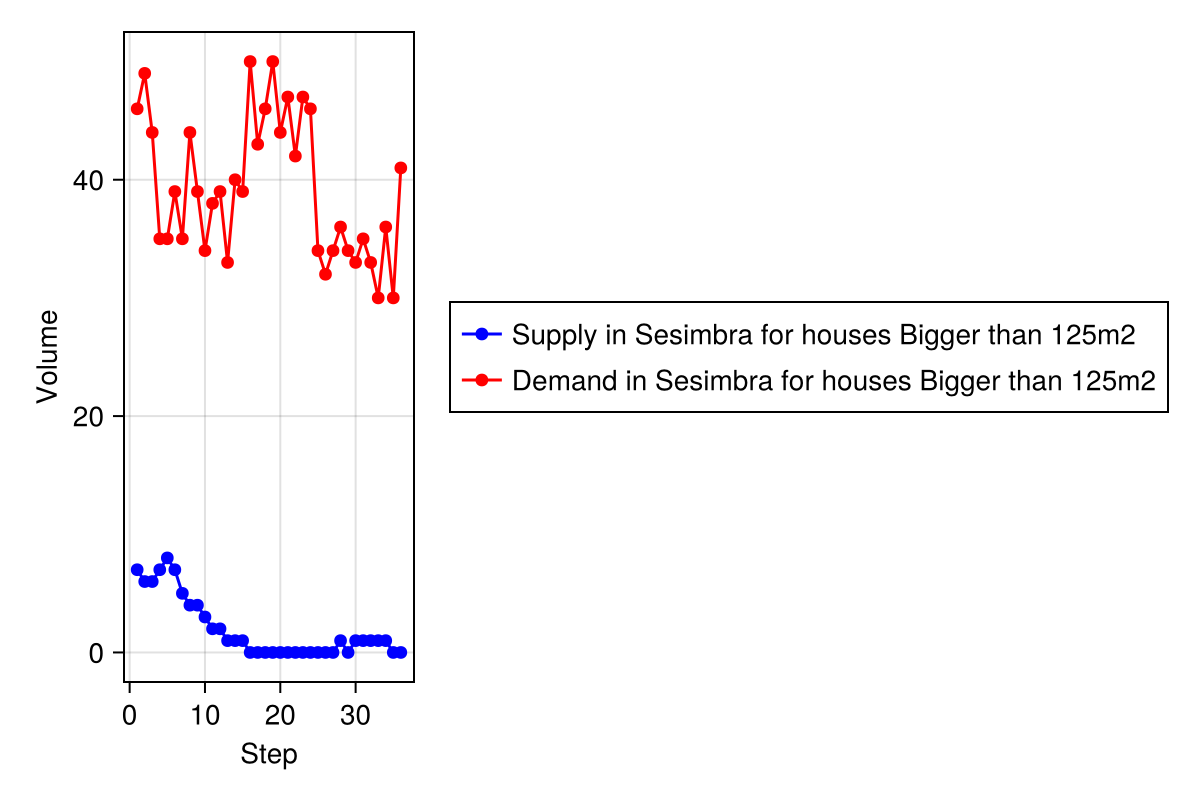 Volume
40
20
0
0 10 20 30
Step
Supply in Sesimbra for houses Bigger than 125m2
Demand in Sesimbra for houses Bigger than 125m2